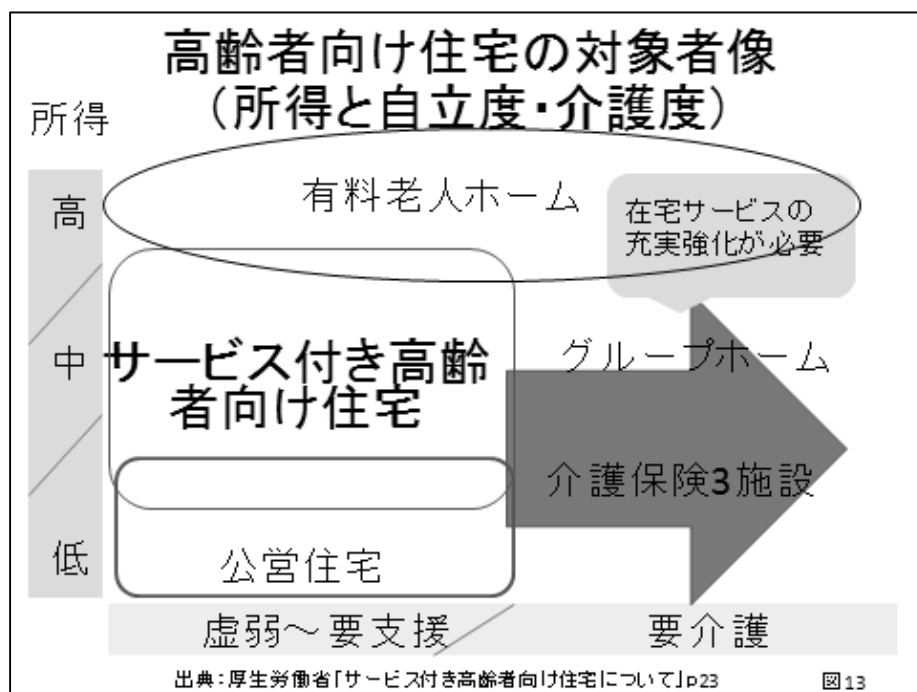 高齢者向け住宅の対象者像
（所得と自立度・介護度）
所得
高
有料老人ホーム
在宅サービスの
充実強化が必要
中
サービス付き高齢
者向け住宅
グループホーム
介護保険3施設
低
公営住宅
虚弱～要支援
要介護
出典：厚生労働省「サービス付き高齢者向け住宅について」p23
図13